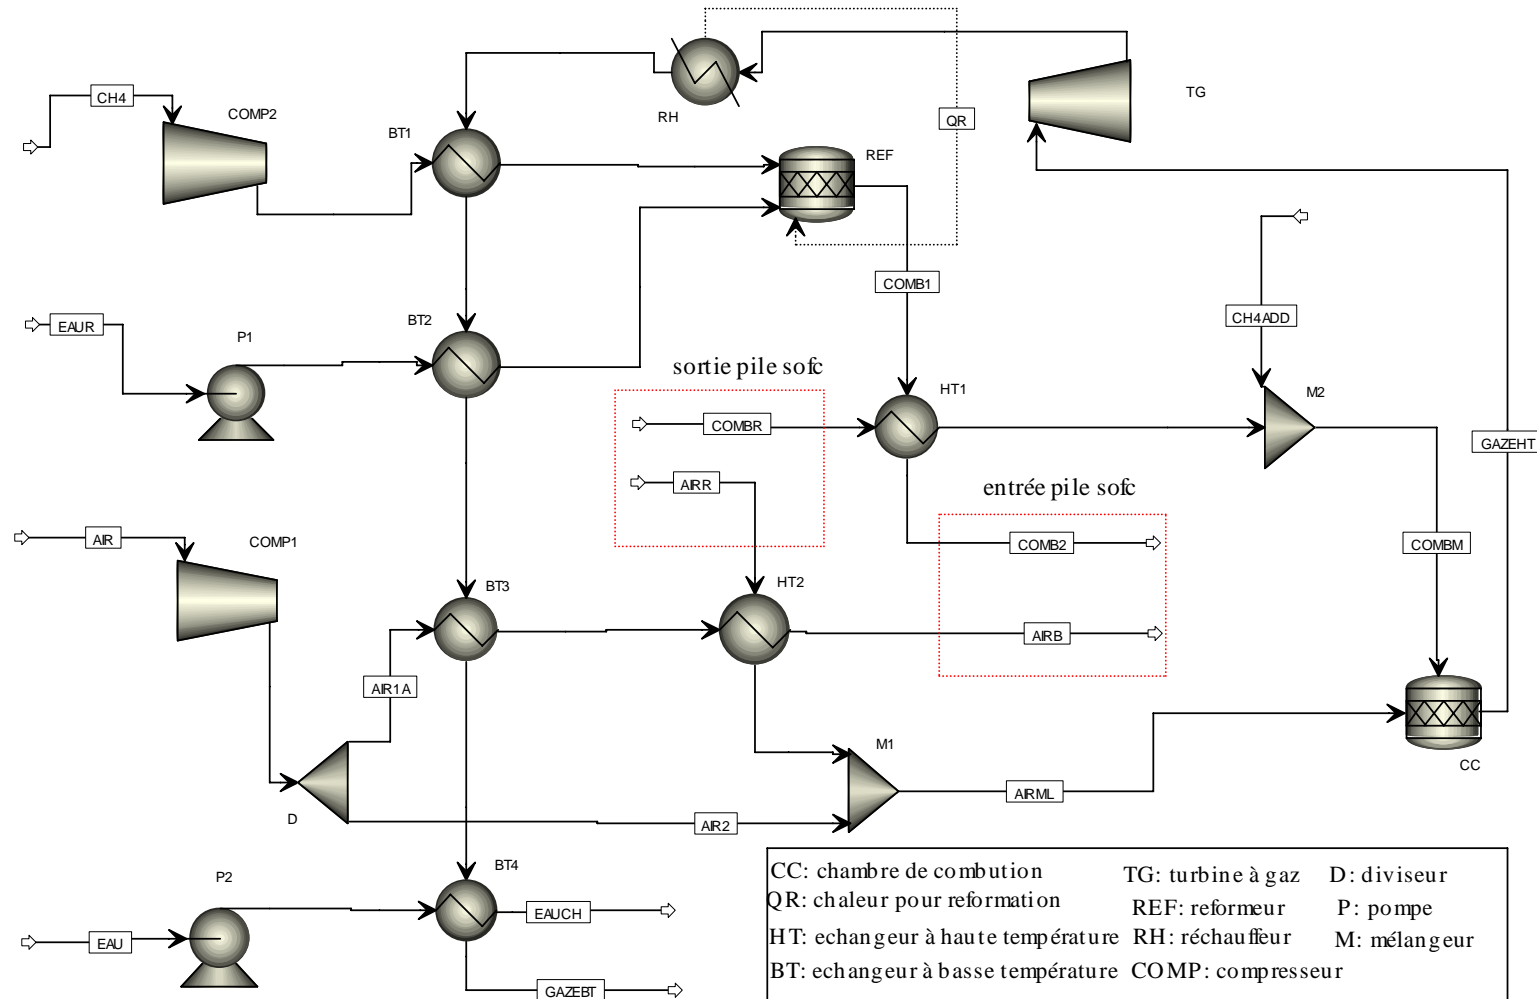 CH4
COMP2
BT1
RH
QR
TG
REF
EAUR
P1
BT2
COMB1
CH4ADD
sortie pile sofc
COMBR
HT1
M2
GAZEHT
AIRR
entrée pile sofc
AIR
COMP1
COMB2
COMBM
BT3
HT2
AIRB
AIR1A
M1
CC
D
AIR2
AIRML
P2
BT4
EAUCH
EAU
GAZEBT
CC: chambre de combution TG: turbine à gaz D: diviseur
QR: chaleur pour reformation REF: reformeur P: pompe
HT: echangeur à haute température RH: réchauffeur M: mélangeur
BT: echangeur à basse température COMP: compresseur